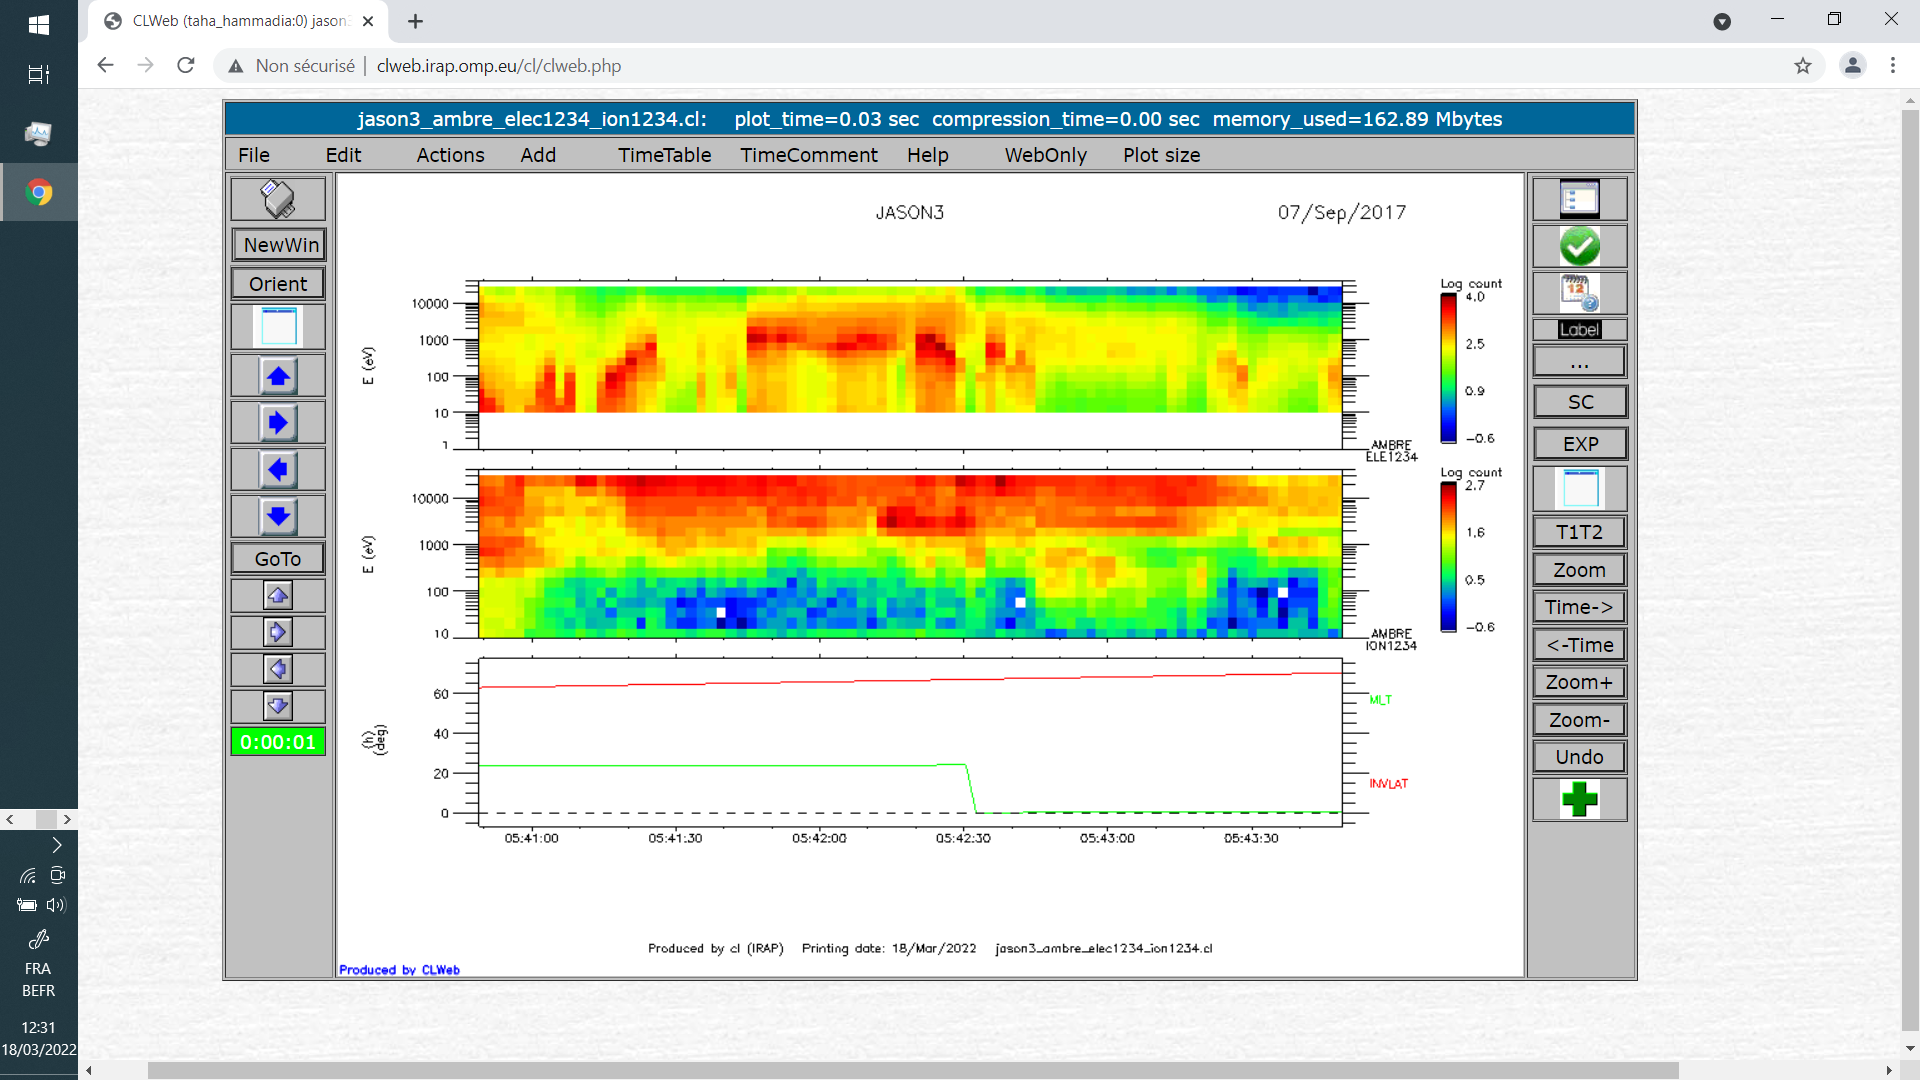 CLWeb (taha_hammadia:0) jason3
Non sécurisé | clweb.irap.omp.eu/cl/clweb.php
jason3_ambre_elec1234_ion1234.cl: plot_time=0.03 sec compression_time=0.00 sec memory_used=162.89 Mbytes
File Edit Actions Add TimeTable TimeComment Help WebOnly Plot size
NewWin
Orient
GoTo
0:00:01
JASON3 07/Sep/2017
E (eV)
10000
1000
100
10
1
Log count
4.0
2.5
0.9
-0.6
AMBRE
ELE1234
E (eV)
10000
1000
100
10
Log count
2.7
1.6
0.5
-0.6
AMBRE
ION1234
(h)
(deg)
60
40
20
0
MLT
INVLAT
05:41:00 05:41:30 05:42:00 05:42:30 05:43:00 05:43:30
Produced by cl (IRAP) Printing date: 18/Mar/2022 jason3_ambre_elec1234_ion1234.cl
Produced by CLWeb
12
Label
...
SC
EXP
T1T2
Zoom
Time->
<-Time
Zoom+
Zoom-
Undo
FRA
BEFR
12:31
18/03/2022